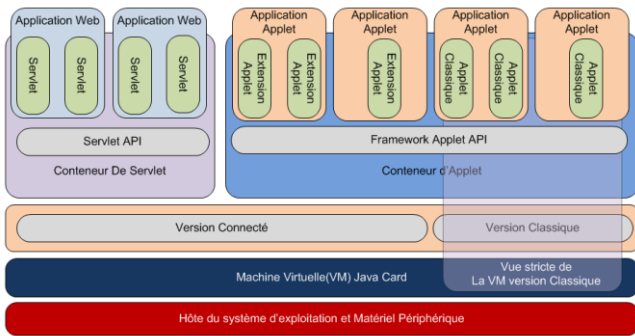 Application Web
Application Web
Application
Applet
Application
Applet
Application
Applet
Application
Applet
Servlet
Servlet
Servlet
Servlet
Extension
Applet
Extension
Applet
Extension
Applet
Applet
Classique
Applet
Classique
Applet
Classique
Servlet API
Framework Applet API
Conteneur De Servlet
Conteneur d'Applet
Version Connecté
Version Classique
Machine Virtuelle(VM) Java Card
Vue stricte de
La VM version Classique
Hôte du système d'exploitation et Matériel Périphérique